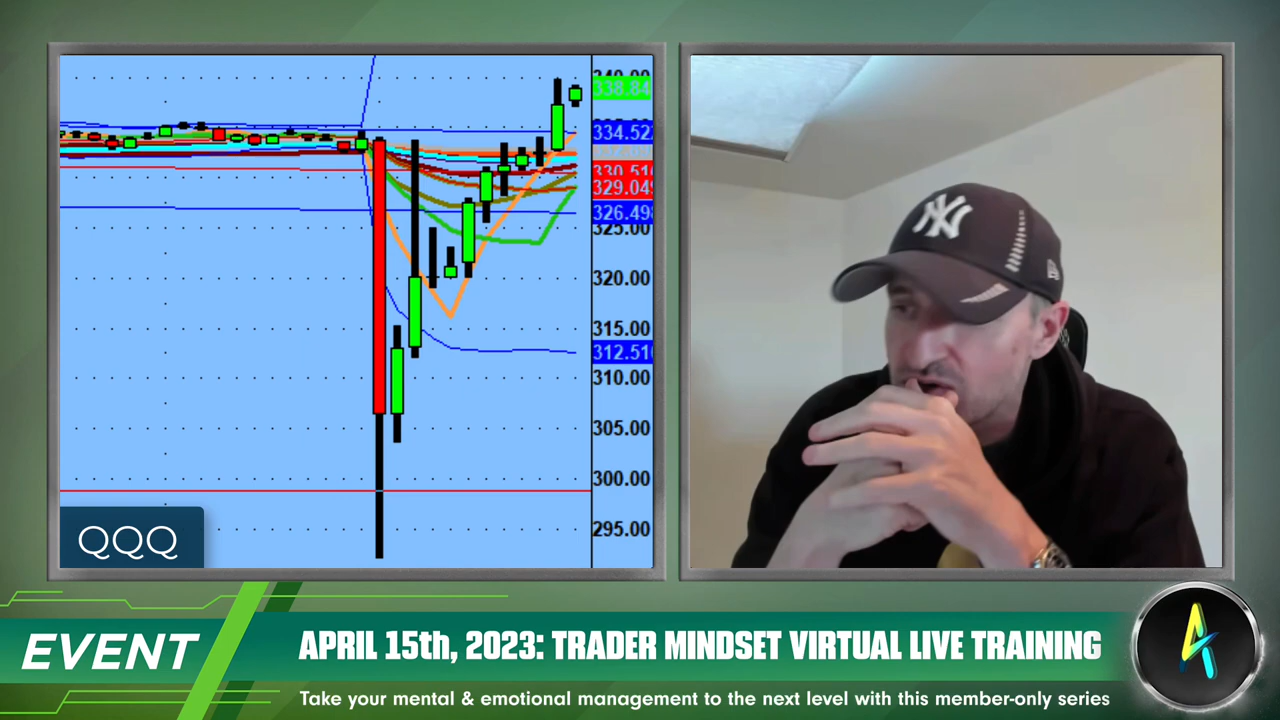 338.84
334.52
330.51
329.04
326.49
325.00
320.00
315.00
312.51
310.00
305.00
300.00
295.00
QQQ
NY
EVENT
APRIL 15th, 2023: TRADER MINDSET VIRTUAL LIVE TRAINING
Take your mental & emotional management to the next level with this member-only series